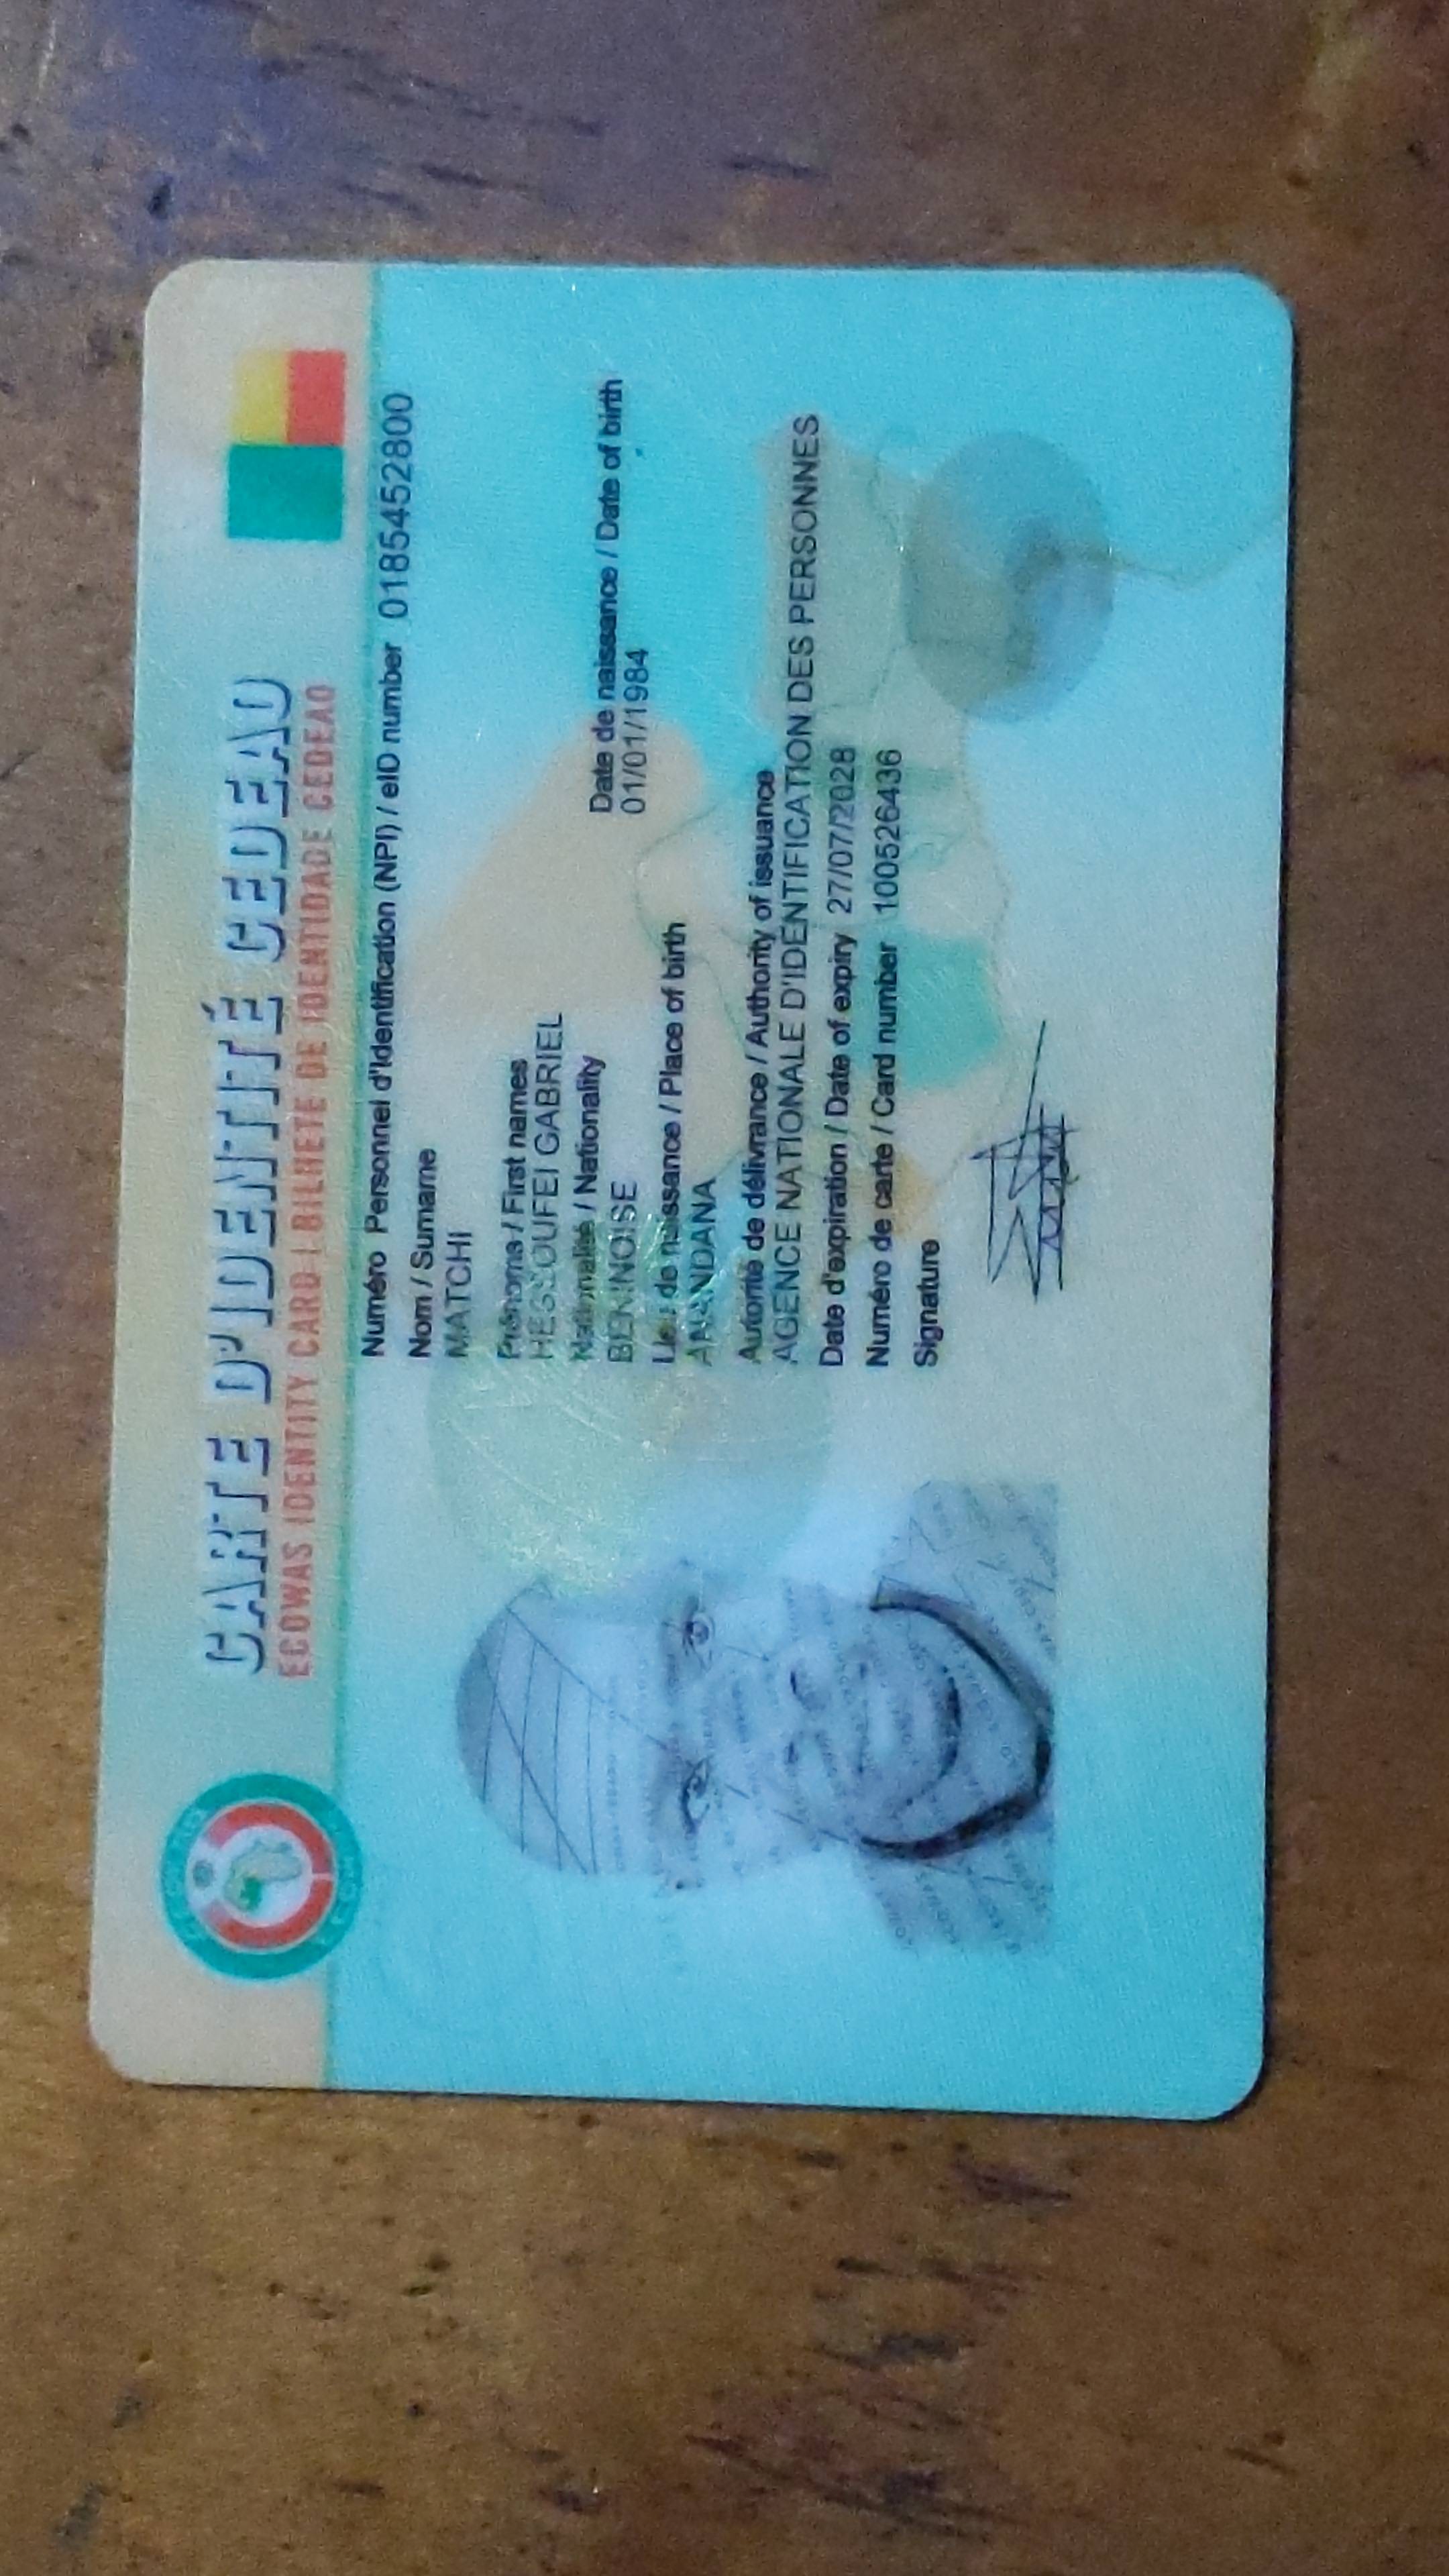 CARTE D'IDENTITÉ CEDEAO
ECOWAS IDENTITY CARD | BILHETE DE IDENTIDADE CEDEAO
Numéro Personnel d'Identification (NPI) / eID number 0185452800
Nom / Surname
MATCHI
Prénoms / First names
HEGSOUFEI GABRIEL
Nationalité / Nationality
BENINOISE
Date de naissance / Date of birth
01/01/1984
Lieu de naissance / Place of birth
ANANDANA
Autorité de délivrance / Authority of issuance
AGENCE NATIONALE D'IDENTIFICATION DES PERSONNES
Date d'expiration / Date of expiry 27/07/2028
Numéro de carte / Card number 100526436
Signature